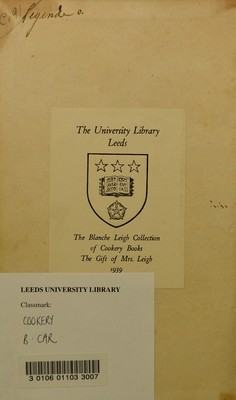 The University Library
Leeds
The Blanche Leigh Collection
of Cookery Books
The Gift of Mrs. Leigh
1939
LEEDS UNIVERSITY LIBRARY
Classmark:
COOKERY
B · CAR
3 0106 01103 3007